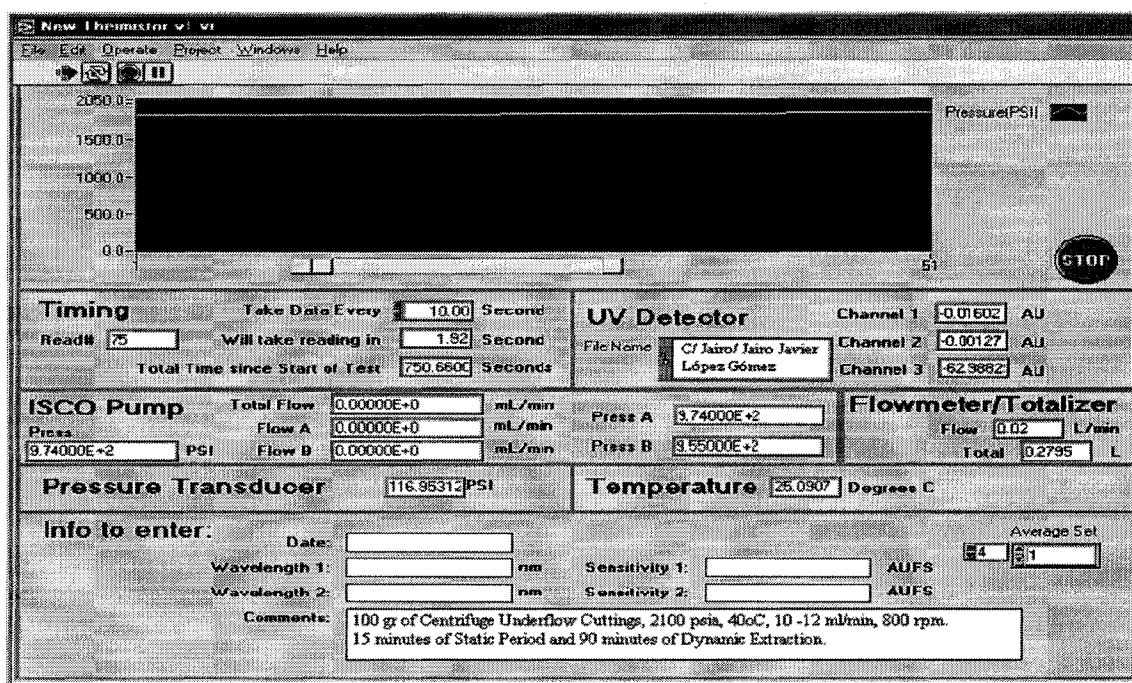 New Thermistor v1.vi
File Edit Operate Project Windows Help
2050.0
1500.0
1000.0
500.0
0.0
1 51
Pressure(PSI)
STOP
Timing
Take Data Every 10.00 Second
Read# 75 Will take reading in 1.92 Second
Total Time since Start of Test 750.6600 Seconds
UV Detector
File Name C/ Jairo/ Jairo Javier
López Gómez
Channel 1 -0.01602 AU
Channel 2 -0.00127 AU
Channel 3 -62.9882 AU
ISCO Pump
Press
9.74000E+2 PSI
Total Flow 0.00000E+0 mL/min
Flow A 0.00000E+0 mL/min
Flow B 0.00000E+0 mL/min
Press A 9.74000E+2
Press B 9.55000E+2
Flowmeter/Totalizer
Flow 0.02 L/min
Total 0.2795 L
Pressure Transducer 116.95312 PSI
Temperature 25.0907 Degrees C
Info to enter:
Date:
Wavelength 1: nm
Wavelength 2: nm
Sensitivity 1: AUFS
Sensitivity 2: AUFS
Average Set
4 1
Comments: 100 gr of Centrifuge Underflow Cuttings, 2100 psia, 40oC, 10 -12 ml/min, 800 rpm.
15 minutes of Static Period and 90 minutes of Dynamic Extraction.